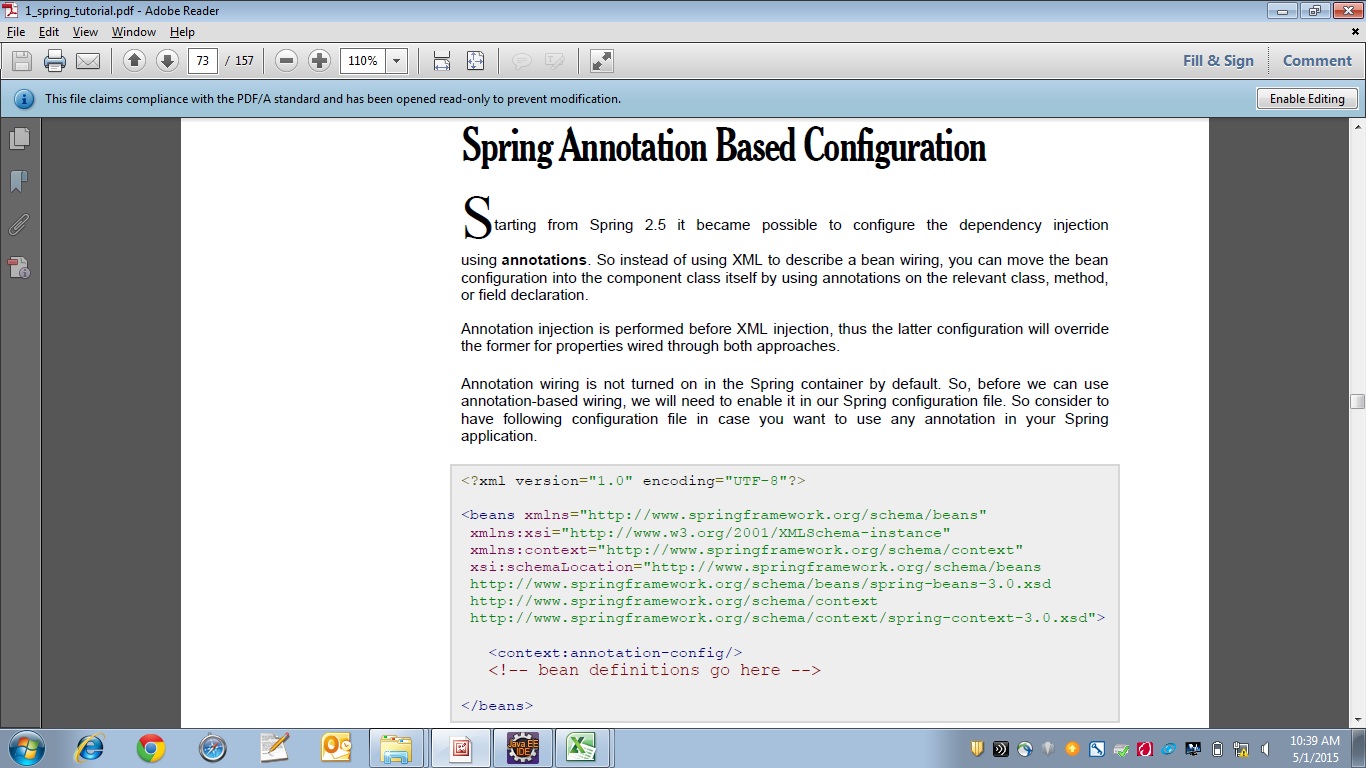 1_spring_tutorial.pdf - Adobe Reader
File Edit View Window Help
73 / 157 110% Fill & Sign Comment
This file claims compliance with the PDF/A standard and has been opened read-only to prevent modification. Enable Editing
Spring Annotation Based Configuration
Starting from Spring 2.5 it became possible to configure the dependency injection
using annotations. So instead of using XML to describe a bean wiring, you can move the bean
configuration into the component class itself by using annotations on the relevant class, method,
or field declaration.
Annotation injection is performed before XML injection, thus the latter configuration will override
the former for properties wired through both approaches.
Annotation wiring is not turned on in the Spring container by default. So, before we can use
annotation-based wiring, we will need to enable it in our Spring configuration file. So consider to
have following configuration file in case you want to use any annotation in your Spring
application.
<?xml version="1.0" encoding="UTF-8"?>
<beans xmlns="http://www.springframework.org/schema/beans"
xmlns:xsi="http://www.w3.org/2001/XMLSchema-instance"
xmlns:context="http://www.springframework.org/schema/context"
xsi:schemaLocation="http://www.springframework.org/schema/beans
http://www.springframework.org/schema/beans/spring-beans-3.0.xsd
http://www.springframework.org/schema/context
http://www.springframework.org/schema/context/spring-context-3.0.xsd">
<context:annotation-config/>
<!-- bean definitions go here -->
</beans>
Java EE
IDE
10:39 AM
5/1/2015